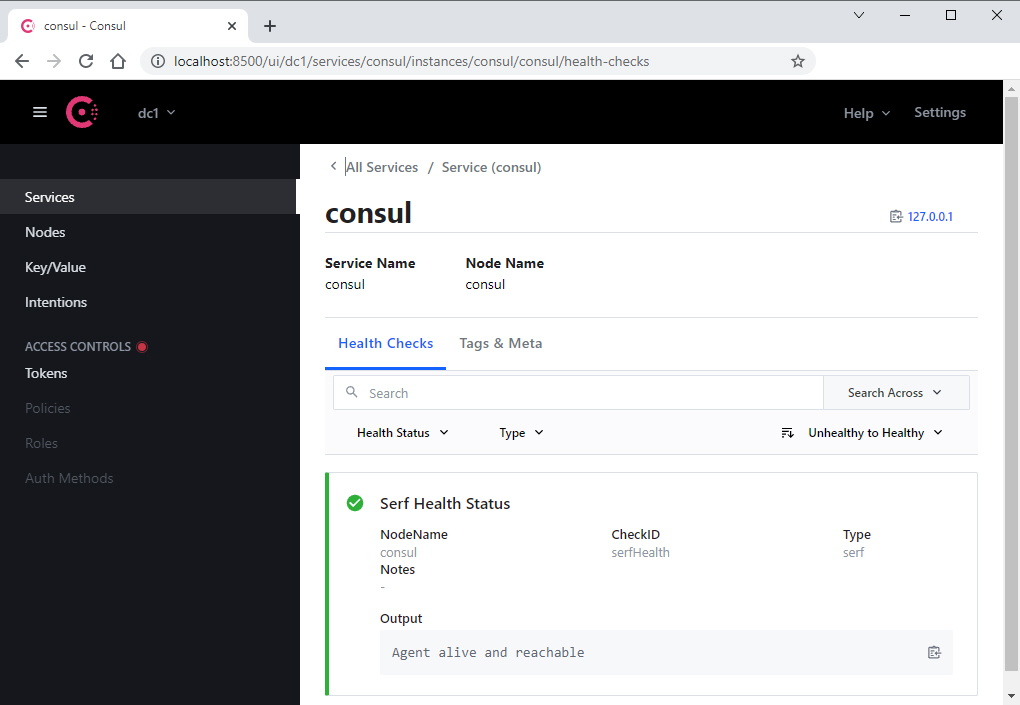 consul - Consul
localhost:8500/ui/dc1/services/consul/instances/consul/consul/health-checks
dc1
Help
Settings
Services
Nodes
Key/Value
Intentions
ACCESS CONTROLS
Tokens
Policies
Roles
Auth Methods
All Services / Service (consul)
consul
127.0.0.1
Service Name
consul
Node Name
consul
Health Checks
Tags & Meta
Search
Search Across
Health Status
Type
Unhealthy to Healthy
Serf Health Status
NodeName
consul
CheckID
serfHealth
Type
serf
Notes
-
Output
Agent alive and reachable